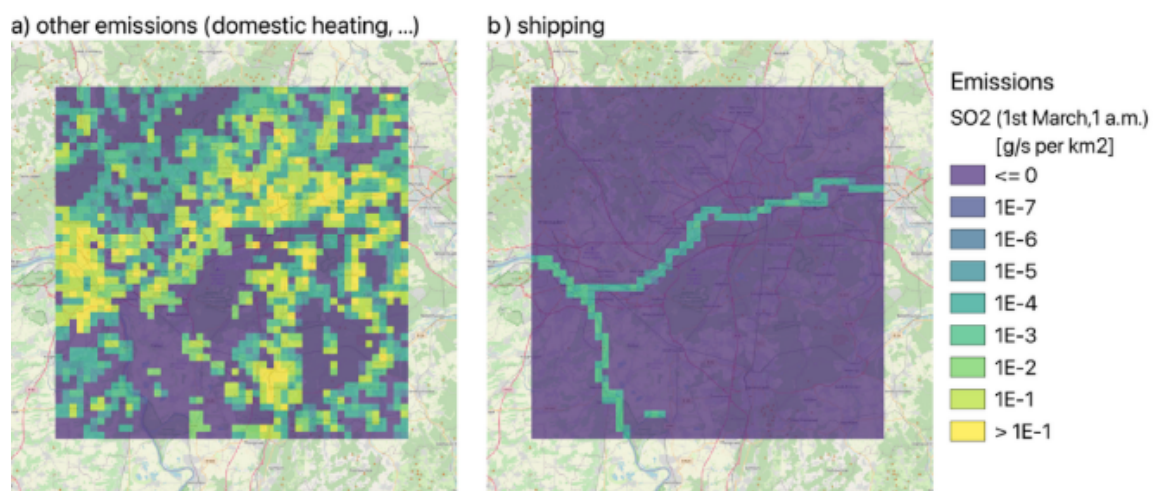 a) other emissions (domestic heating, ...)
b) shipping
Emissions
SO2 (1st March,1 a.m.)
[g/s per km2]
<= 0
1E-7
1E-6
1E-5
1E-4
1E-3
1E-2
1E-1
> 1E-1